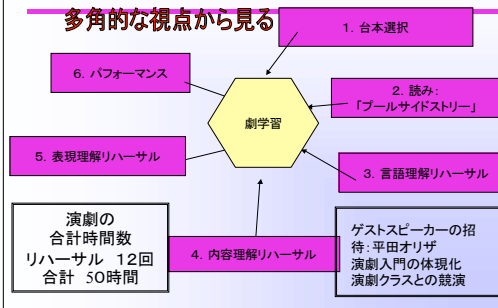 多角的な視点から見る
1. 台本選択
6. パフォーマンス
2. 読み:
「プールサイドストリー」
劇学習
5. 表現理解リハーサル
3. 言語理解リハーサル
演劇の
合計時間数
リハーサル 12回
合計 50時間
4. 内容理解リハーサル
ゲストスピーカーの招
待:平田オリザ
演劇入門の体現化
演劇クラスとの競演